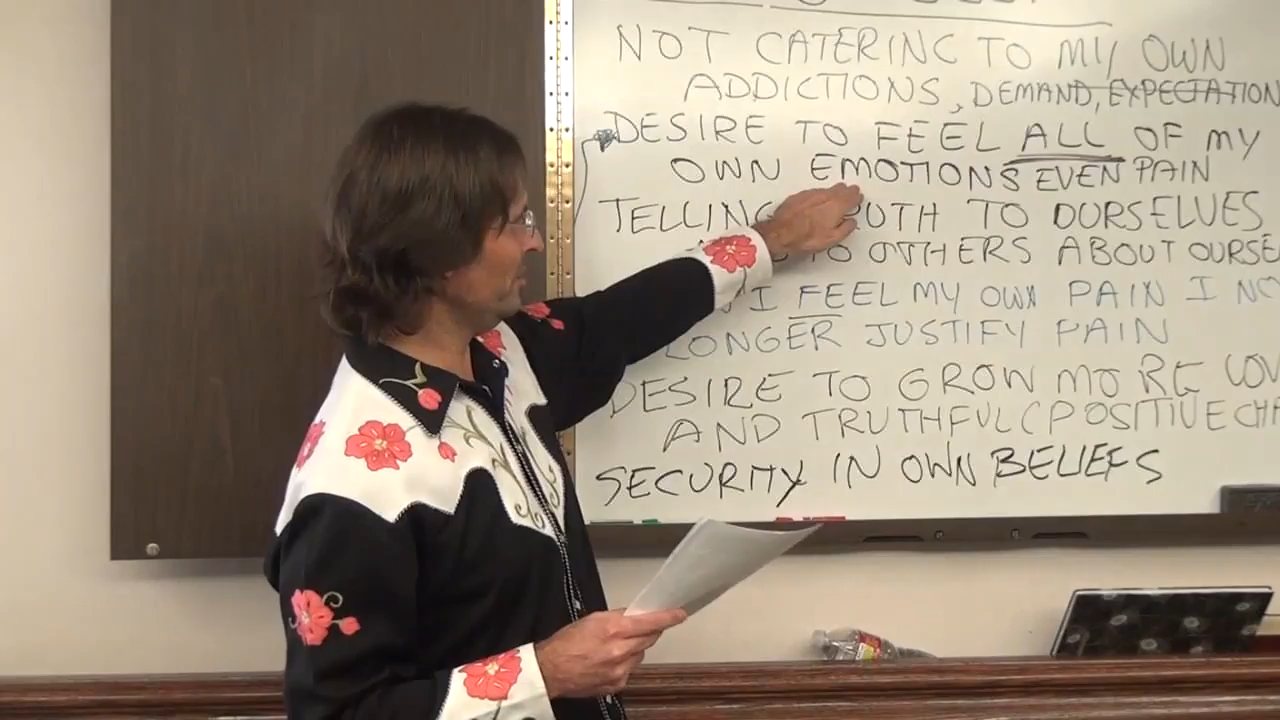 NOT CATERING TO MY OWN
ADDICTIONS, DEMAND, EXPECTATION
DESIRE TO FEEL ALL OF MY
OWN EMOTIONS EVEN PAIN
TELLING TO OURSELVES
TO OTHERS ABOUT OURSE
I FEEL MY OWN PAIN I NO
LONGER JUSTIFY PAIN
DESIRE TO GROW MORE LOV
AND TRUTHFUL (POSITIVE CH
SECURITY IN OWN BELIEFS